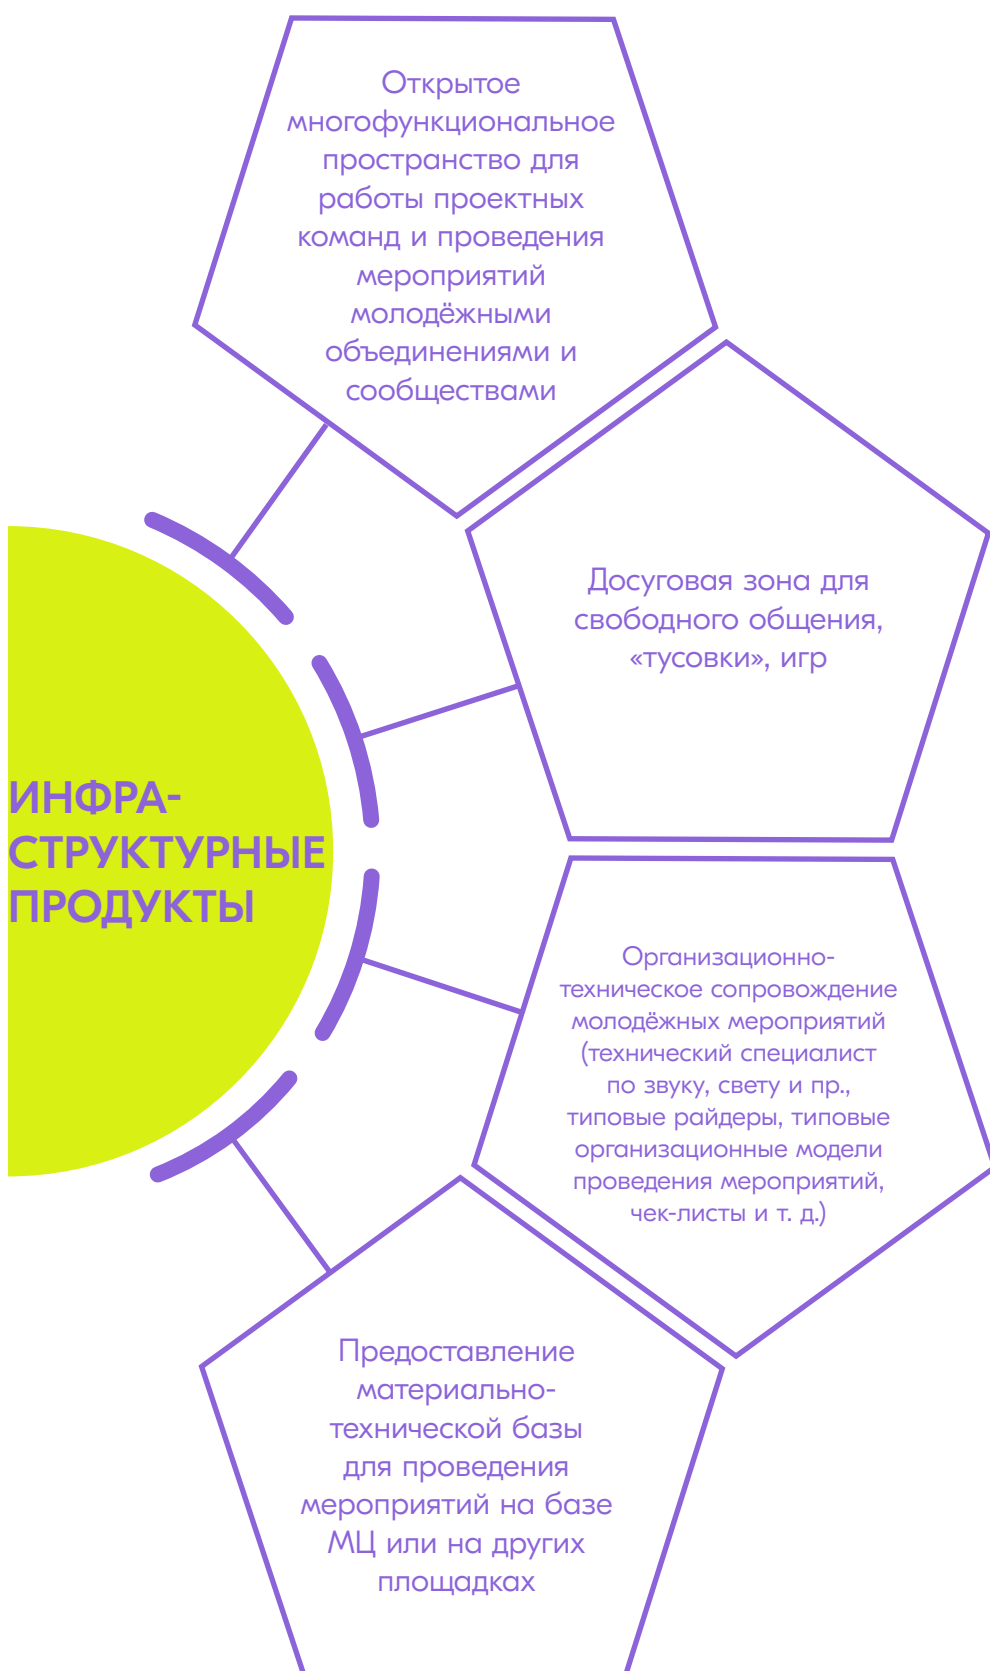 Открытое
многофункциональное
пространство для
работы проектных
команд и проведения
мероприятий
молодёжными
объединениями и
сообществами
Досуговая зона для
свободного общения,
«тусовки», игр
ИНФРА-
СТРУКТУРНЫЕ
ПРОДУКТЫ
Организационно-
техническое сопровождение
молодёжных мероприятий
(технический специалист
по звуку, свету и пр.,
типовые райдеры, типовые
организационные модели
проведения мероприятий,
чек-листы и т. д.)
Предоставление
материально-
технической базы
для проведения
мероприятий на базе
МЦ или на других
площадках